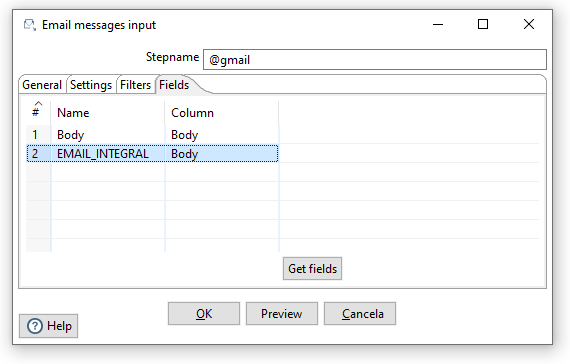 Email messages input
Stepname @gmail
General Settings Filters Fields
# Name Column
1 Body Body
2 EMAIL_INTEGRAL Body
Get fields
OK Preview Cancela
Help